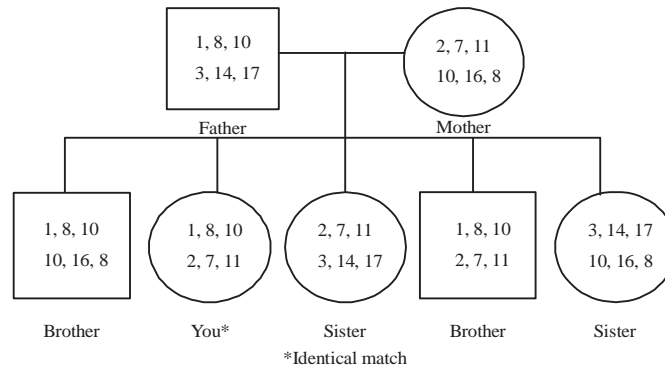 1, 8, 10
3, 14, 17
Father
2, 7, 11
10, 16, 8
Mother
1, 8, 10
10, 16, 8
Brother
1, 8, 10
2, 7, 11
You*
2, 7, 11
3, 14, 17
Sister
1, 8, 10
2, 7, 11
Brother
3, 14, 17
10, 16, 8
Sister
*Identical match